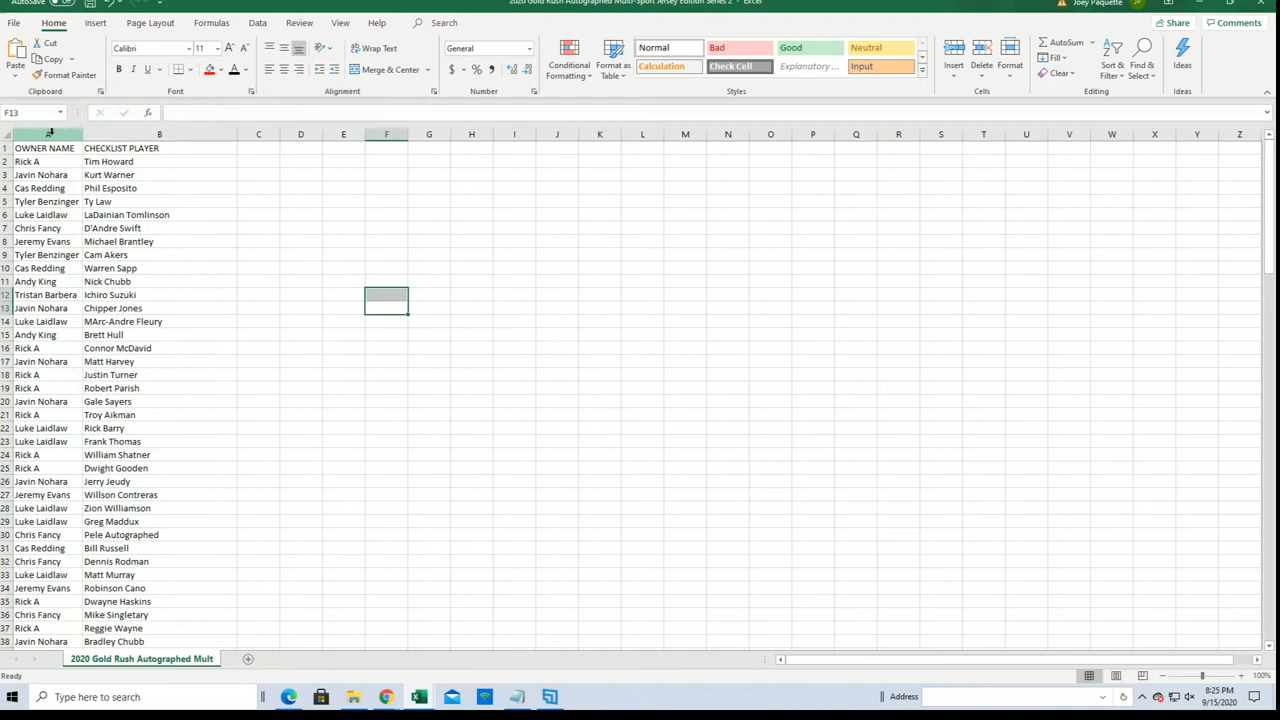 AutoSave Off 2020 Gold Rush Autographed Multi-Sport Jersey Edition Series 2 - Excel Joey Paquette JP
File Home Insert Page Layout Formulas Data Review View Help Search Share Comments
Paste Cut Copy Format Painter Clipboard
Calibri 11 A A B I U A Font
Wrap Text Merge & Center Alignment
General $ % , Number
Conditional Formatting Format as Table Normal Bad Good Neutral Calculation Check Cell Explanatory ... Input Styles
Insert Delete Format Cells
AutoSum Fill Clear Sort & Filter Find & Select Editing
Ideas Ideas
F13 fx
A B C D E F G H I J K L M N O P Q R S T U V W X Y Z
1 OWNER NAME CHECKLIST PLAYER
2 Rick A Tim Howard
3 Javin Nohara Kurt Warner
4 Cas Redding Phil Esposito
5 Tyler Benzinger Ty Law
6 Luke Laidlaw LaDainian Tomlinson
7 Chris Fancy D'Andre Swift
8 Jeremy Evans Michael Brantley
9 Tyler Benzinger Cam Akers
10 Cas Redding Warren Sapp
11 Andy King Nick Chubb
12 Tristan Barbera Ichiro Suzuki
13 Javin Nohara Chipper Jones
14 Luke Laidlaw MArc-Andre Fleury
15 Andy King Brett Hull
16 Rick A Connor McDavid
17 Javin Nohara Matt Harvey
18 Rick A Justin Turner
19 Rick A Robert Parish
20 Javin Nohara Gale Sayers
21 Rick A Troy Aikman
22 Luke Laidlaw Rick Barry
23 Luke Laidlaw Frank Thomas
24 Rick A William Shatner
25 Rick A Dwight Gooden
26 Javin Nohara Jerry Jeudy
27 Jeremy Evans Willson Contreras
28 Luke Laidlaw Zion Williamson
29 Luke Laidlaw Greg Maddux
30 Chris Fancy Pele Autographed
31 Cas Redding Bill Russell
32 Chris Fancy Dennis Rodman
33 Luke Laidlaw Matt Murray
34 Jeremy Evans Robinson Cano
35 Rick A Dwayne Haskins
36 Chris Fancy Mike Singletary
37 Rick A Reggie Wayne
38 Javin Nohara Bradley Chubb
2020 Gold Rush Autographed Mult
Ready 100%
Type here to search Address 8:25 PM
9/15/2020